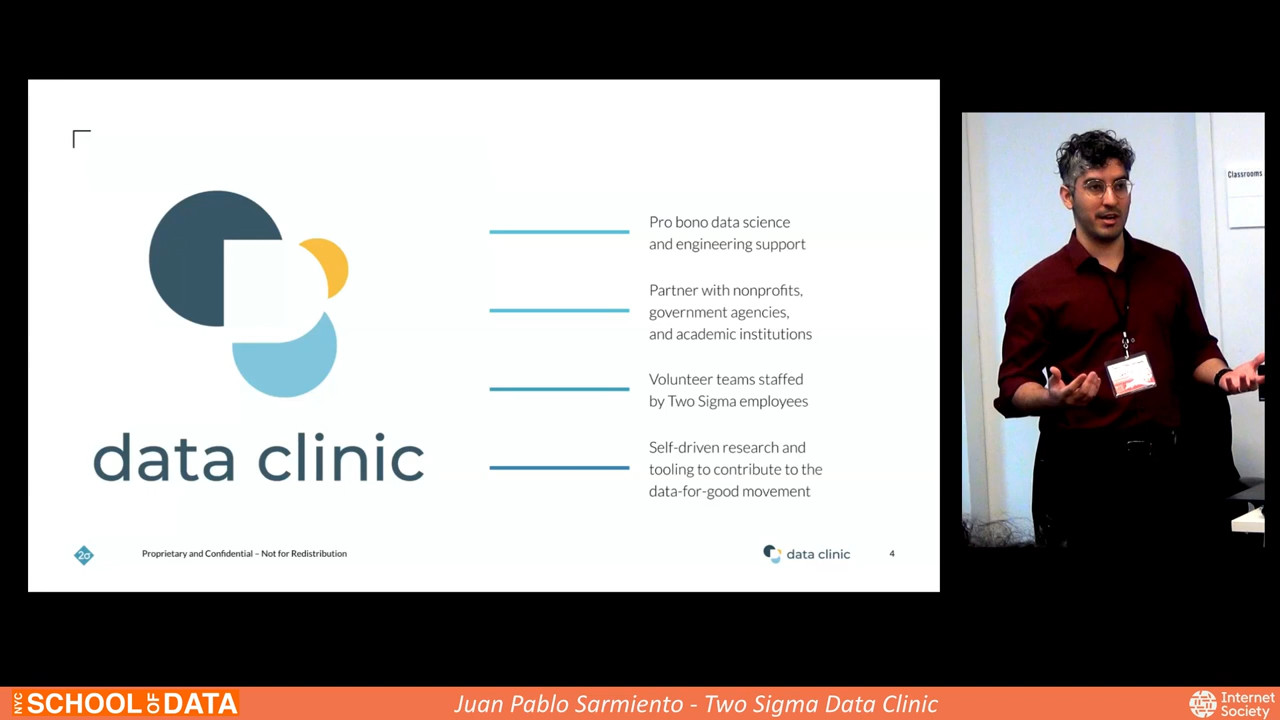 Pro bono data science
and engineering support
Partner with nonprofits,
government agencies,
and academic institutions
Volunteer teams staffed
by Two Sigma employees
Self-driven research and
tooling to contribute to the
data-for-good movement
data clinic
2σ
Proprietary and Confidential – Not for Redistribution
data clinic
4
Classrooms
NYC SCHOOL OF DATA
Juan Pablo Sarmiento - Two Sigma Data Clinic
Internet
Society